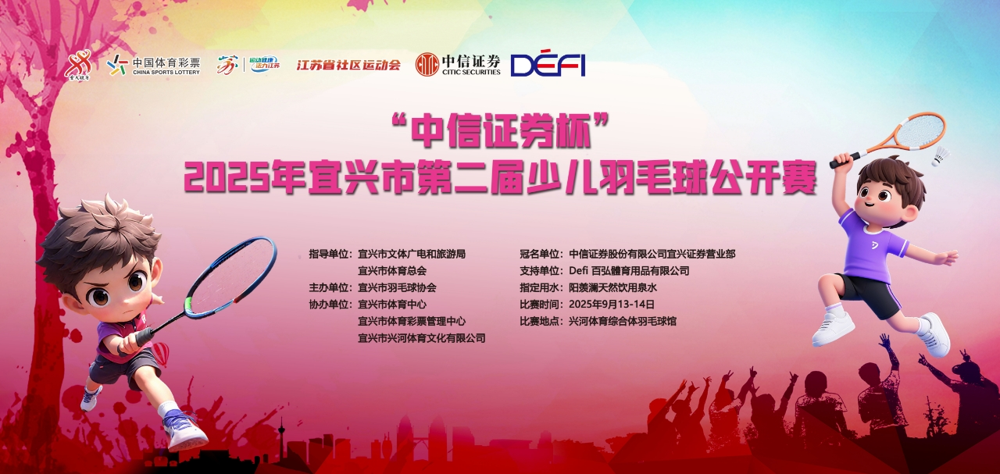 中国体育彩票
CHINA SPORTS LOTTERY
运动健康
活力江苏
江苏省社区运动会
中信证券
CITIC SECURITIES
DÉFI
“中信证券杯”
2025年宜兴市第二届少儿羽毛球公开赛
指导单位：宜兴市文体广电和旅游局
宜兴市体育总会
主办单位：宜兴市羽毛球协会
协办单位：宜兴市体育中心
宜兴市体育彩票管理中心
宜兴市兴河体育文化有限公司
冠名单位：中信证券股份有限公司宜兴证券营业部
支持单位：Defi 百弘體育用品有限公司
指定用水：阳羡澜天然饮用泉水
比赛时间：2025年9月13-14日
比赛地点：兴河体育综合体羽毛球馆